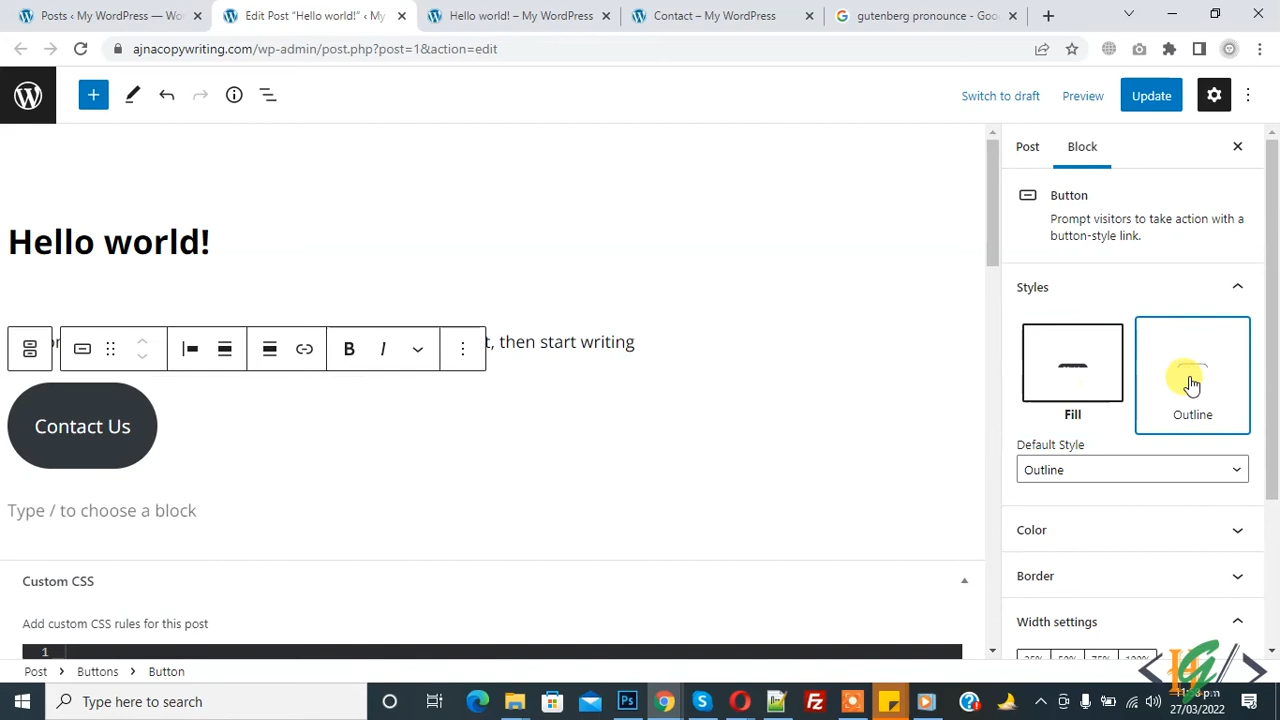 Posts ‹ My WordPress — Wo
Edit Post “Hello world!” ‹ My
Hello world! – My WordPress
Contact – My WordPress
gutenberg pronounce - Goo
ajnacopywriting.com/wp-admin/post.php?post=1&action=edit
Switch to draft
Preview
Update
Post
Block
Button
Prompt visitors to take action with a
button-style link.
Hello world!
Styles
t, then start writing
B I
Fill
Outline
Contact Us
Default Style
Outline
Type / to choose a block
Color
Border
Custom CSS
Add custom CSS rules for this post
Width settings
1
25% 50% 75% 100%
Post
Buttons
Button
Type here to search
27/03/2022